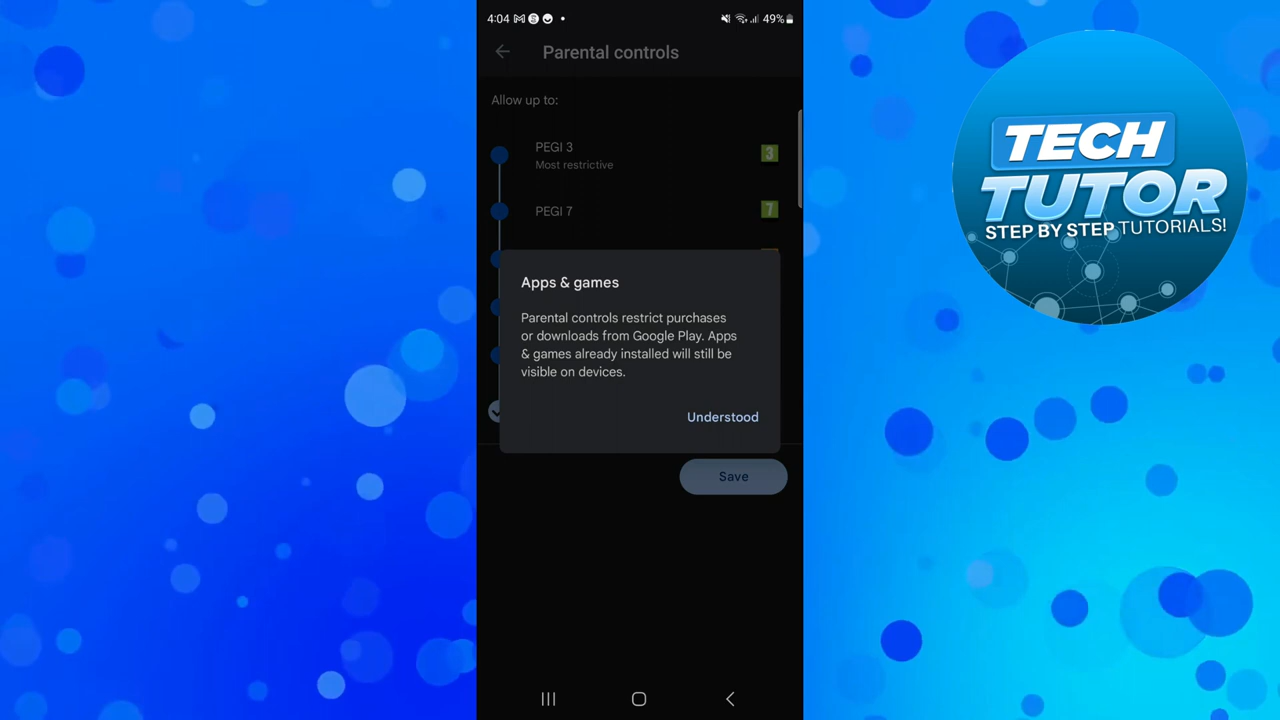 4:04
49%
Parental controls
Allow up to:
PEGI 3
Most restrictive
3
PEGI 7
7
Apps & games
Parental controls restrict purchases
or downloads from Google Play. Apps
& games already installed will still be
visible on devices.
Understood
Save
TECH
TUTOR
STEP BY STEP TUTORIALS!